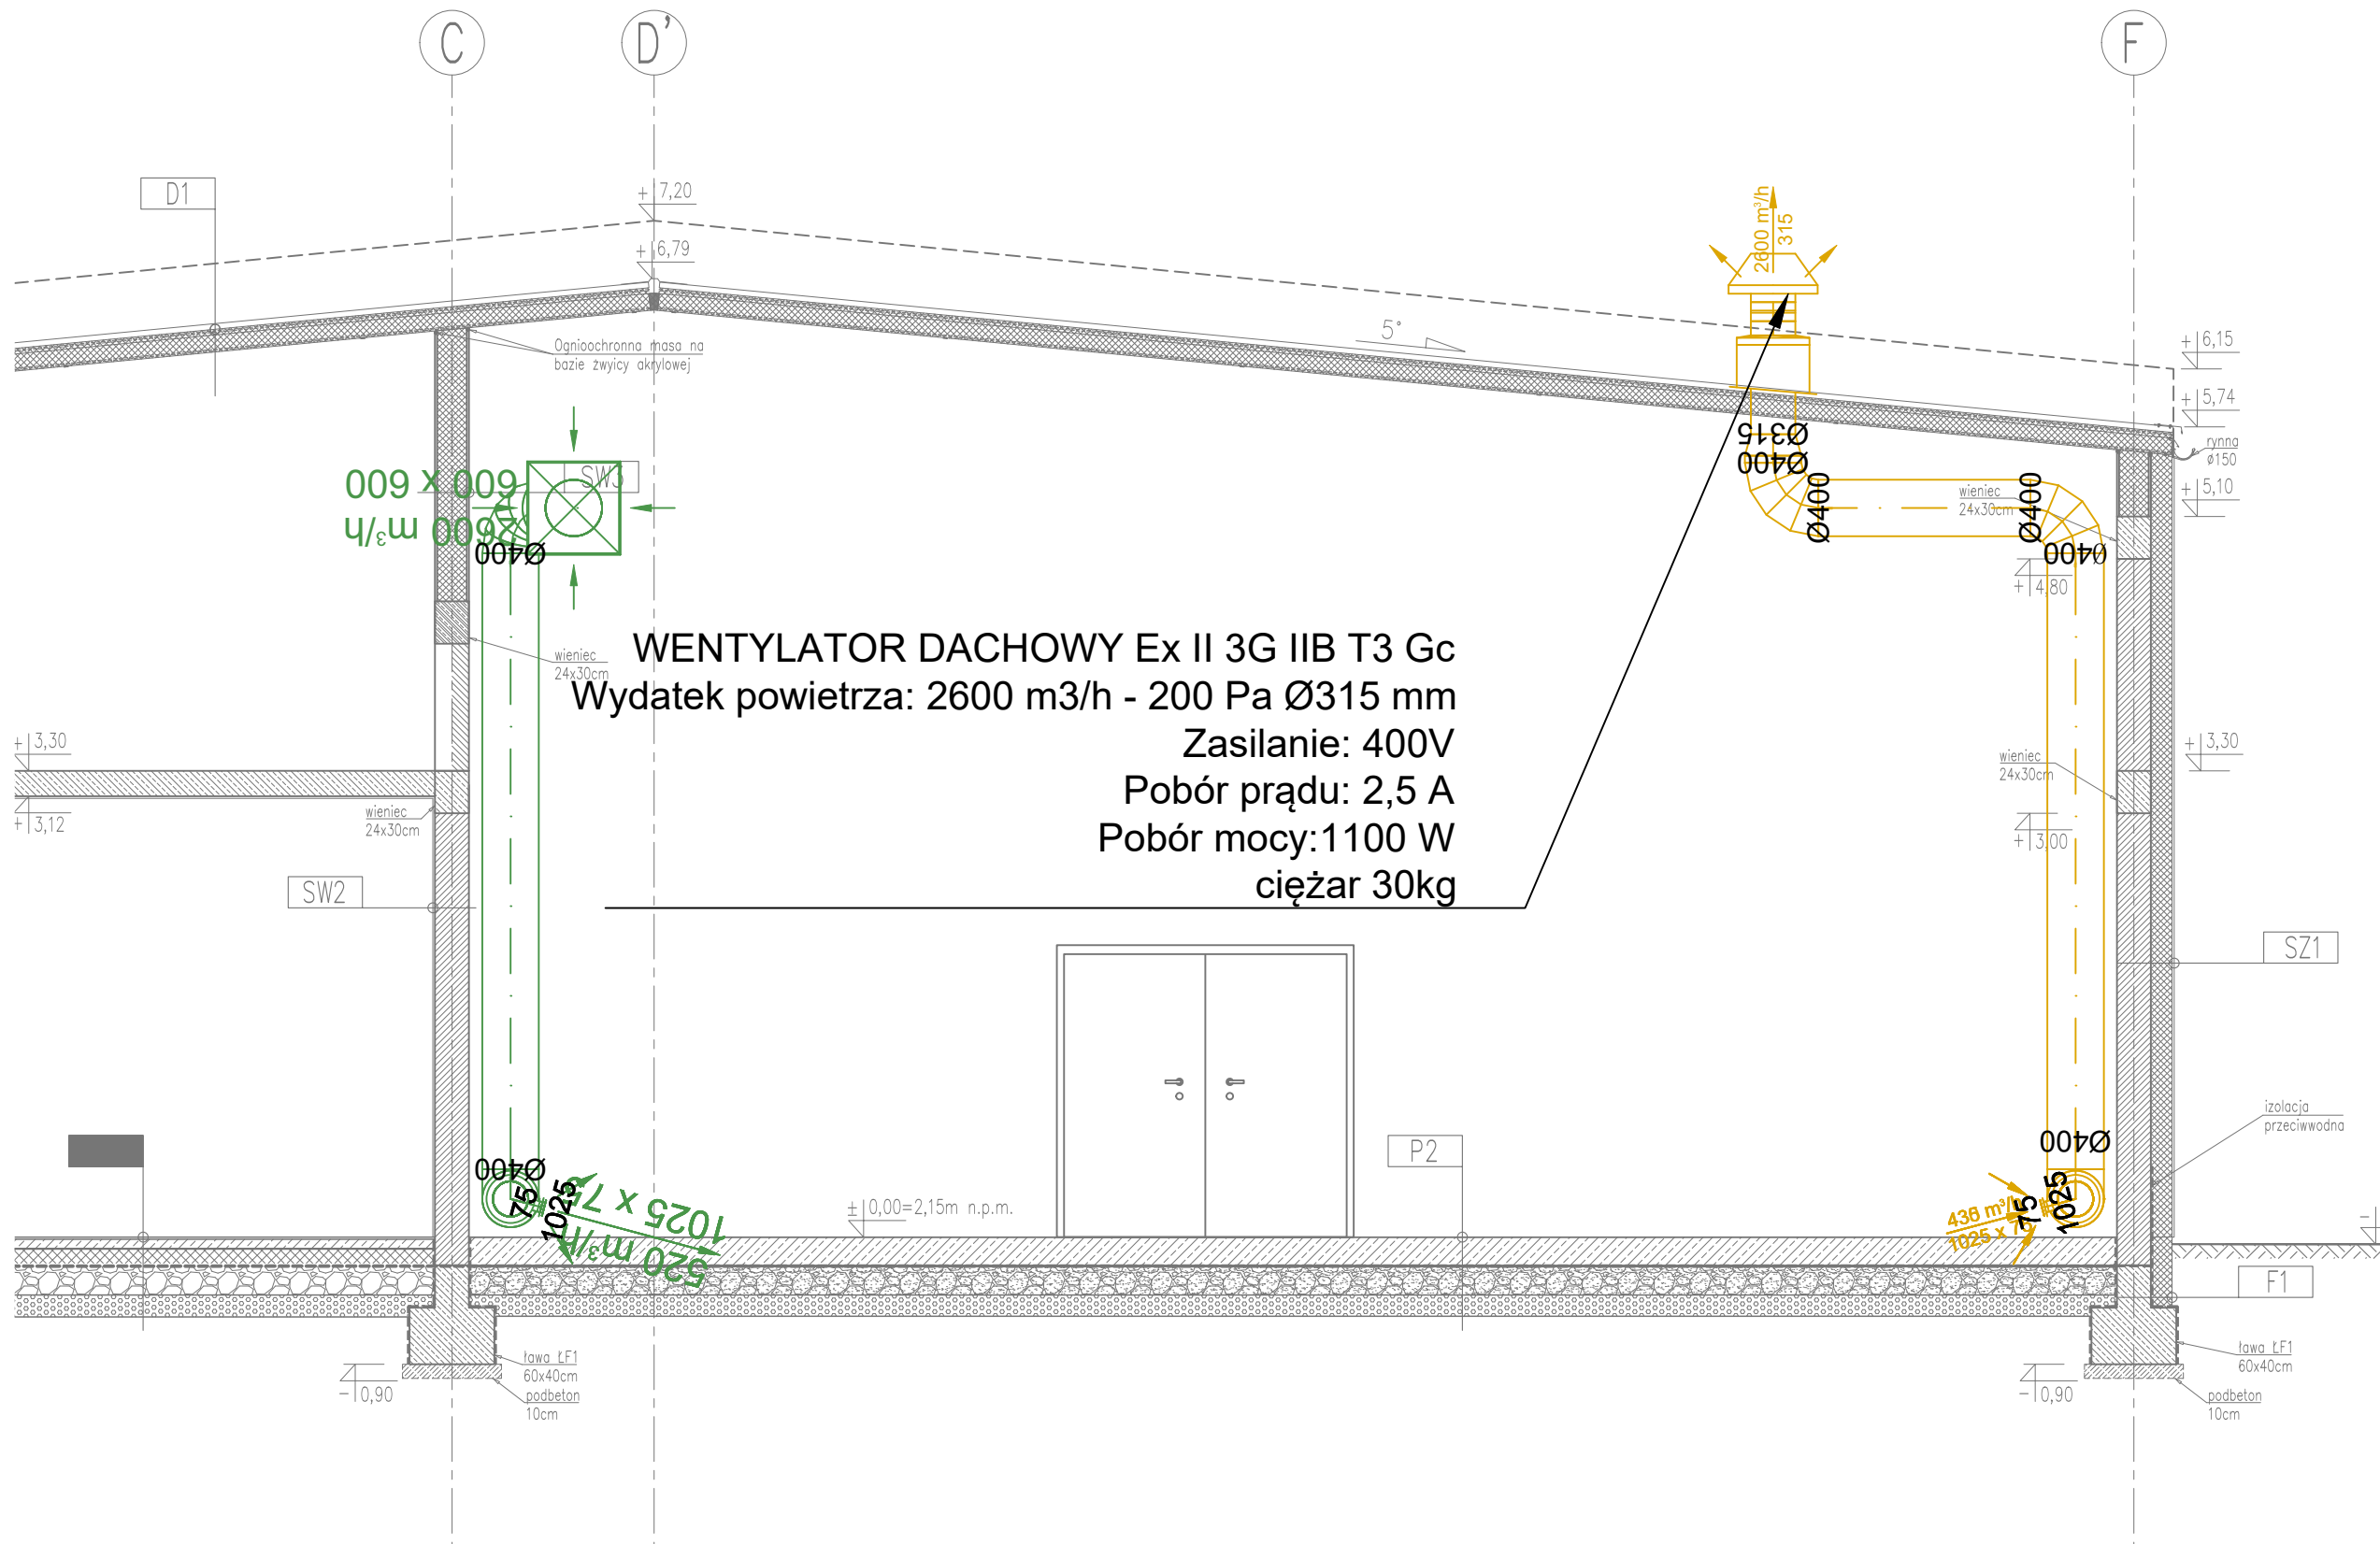 C
D'
F
D1
+ 7,20
+ 6,79
2600 m³/h
315
5°
Ognioochronna masa na
bazie żwyicy akrylowej
+ 6,15
+ 5,74
rynna
ø150
+ 5,10
Ø315
Ø400
Ø400
Ø400
Ø400
wieniec
24x30cm
+ 4,80
600 x 600
2600 m³/h
SW3
Ø400
wieniec
24x30cm
WENTYLATOR DACHOWY Ex II 3G IIB T3 Gc
Wydatek powietrza: 2600 m3/h - 200 Pa Ø315 mm
Zasilanie: 400V
Pobór prądu: 2,5 A
Pobór mocy:1100 W
ciężar 30kg
+ 3,30
+ 3,12
wieniec
24x30cm
wieniec
24x30cm
+ 3,30
+ 3,00
SW2
SZ1
izolacja
przeciwwodna
P2
Ø400
75
1025
1025 x 75
520 m³/h
± 0,00=2,15m n.p.m.
Ø400
436 m³/h
1025 x 75
75
1025
F1
ława ŁF1
60x40cm
podbeton
10cm
- 0,90
- 0,90
ława ŁF1
60x40cm
podbeton
10cm